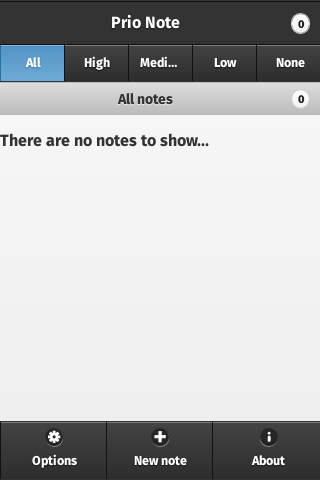 Prio Note 0
All High Medi... Low None
All notes 0
There are no notes to show...
Options New note About